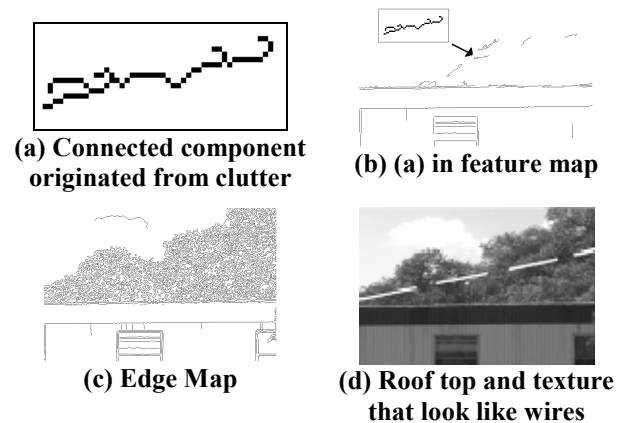 (a) Connected component
originated from clutter
(b) (a) in feature map
(c) Edge Map
(d) Roof top and texture
that look like wires